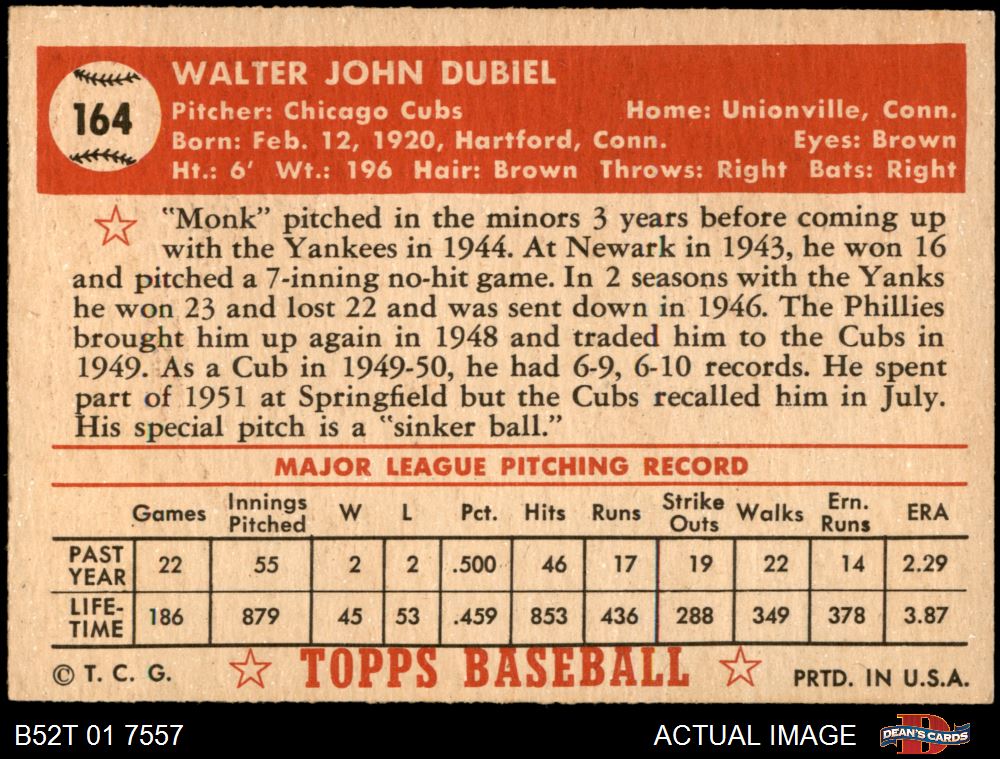 164
WALTER JOHN DUBIEL
Pitcher: Chicago Cubs Home: Unionville, Conn.
Born: Feb. 12, 1920, Hartford, Conn. Eyes: Brown
Ht.: 6' Wt.: 196 Hair: Brown Throws: Right Bats: Right
"Monk" pitched in the minors 3 years before coming up
with the Yankees in 1944. At Newark in 1943, he won 16
and pitched a 7-inning no-hit game. In 2 seasons with the Yanks
he won 23 and lost 22 and was sent down in 1946. The Phillies
brought him up again in 1948 and traded him to the Cubs in
1949. As a Cub in 1949-50, he had 6-9, 6-10 records. He spent
part of 1951 at Springfield but the Cubs recalled him in July.
His special pitch is a "sinker ball."
MAJOR LEAGUE PITCHING RECORD
Games Innings Pitched W L Pct. Hits Runs Strike Outs Walks Ern. Runs ERA
PAST YEAR 22 55 2 2 .500 46 17 19 22 14 2.29
LIFE-TIME 186 879 45 53 .459 853 436 288 349 378 3.87
© T. C. G. TOPPS BASEBALL PRTD. IN U.S.A.
B52T 01 7557 ACTUAL IMAGE D DEAN'S CARDS